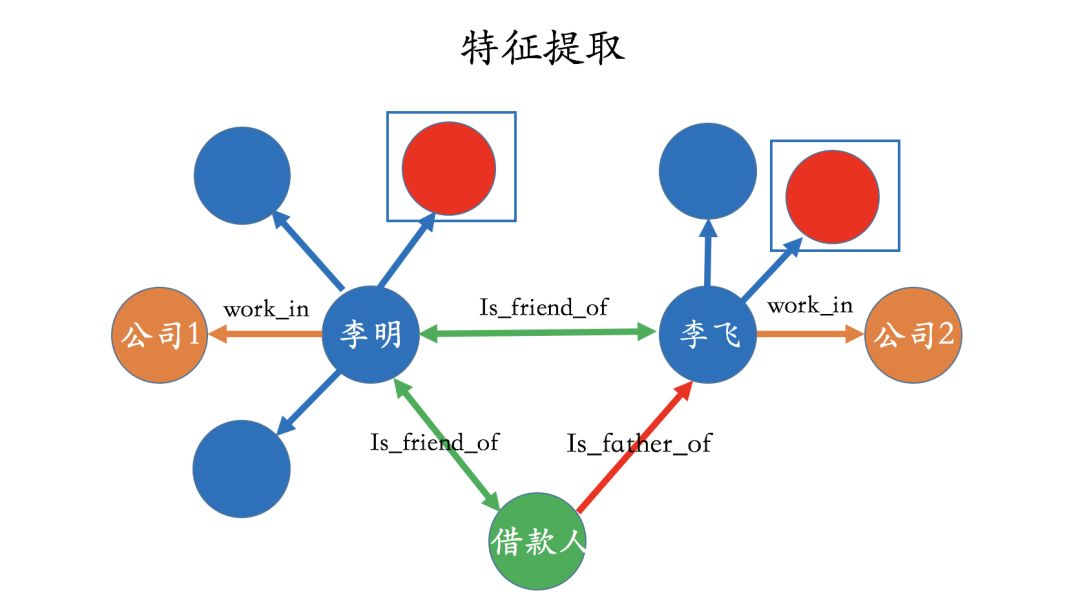 特征提取
work_in
Is_friend_of
work_in
公司1
李明
李飞
公司2
Is_friend_of
Is_father_of
借款人